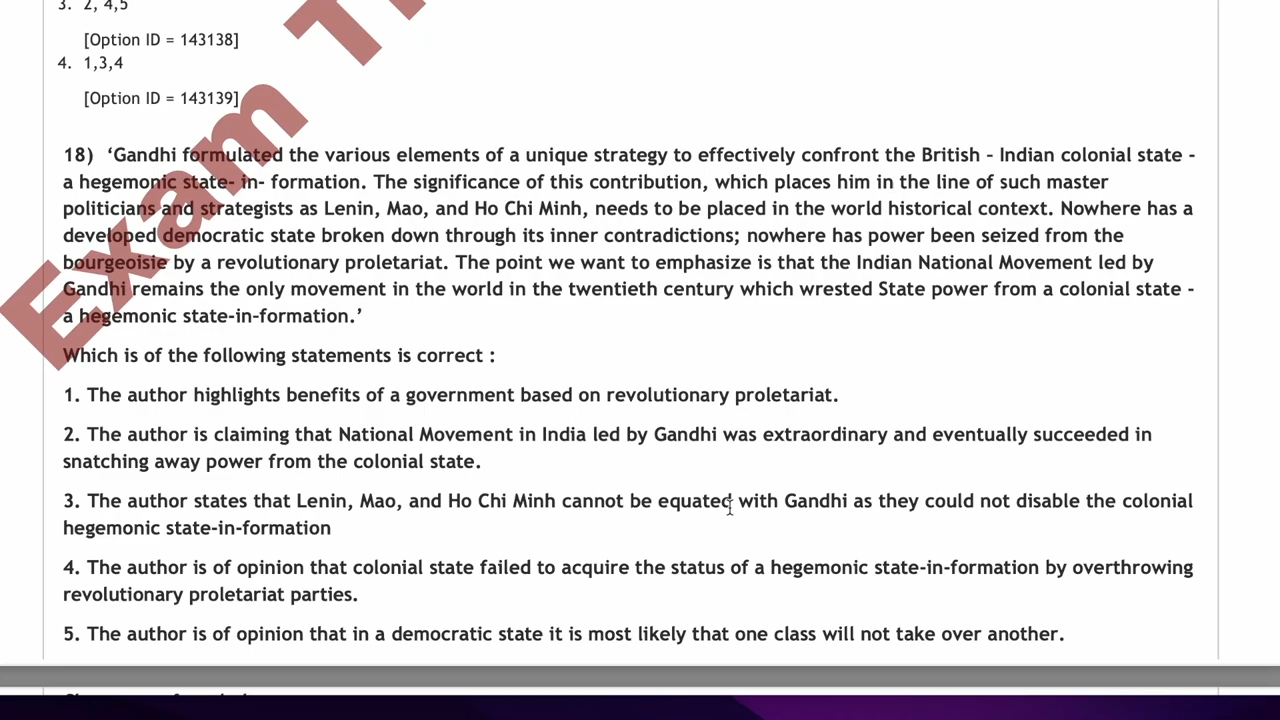 3. 2, 4,5
[Option ID = 143138]
4. 1,3,4
[Option ID = 143139]
Exam T
18) ‘Gandhi formulated the various elements of a unique strategy to effectively confront the British - Indian colonial state -
a hegemonic state- in- formation. The significance of this contribution, which places him in the line of such master
politicians and strategists as Lenin, Mao, and Ho Chi Minh, needs to be placed in the world historical context. Nowhere has a
developed democratic state broken down through its inner contradictions; nowhere has power been seized from the
bourgeoisie by a revolutionary proletariat. The point we want to emphasize is that the Indian National Movement led by
Gandhi remains the only movement in the world in the twentieth century which wrested State power from a colonial state -
a hegemonic state-in-formation.’
Which is of the following statements is correct :
1. The author highlights benefits of a government based on revolutionary proletariat.
2. The author is claiming that National Movement in India led by Gandhi was extraordinary and eventually succeeded in
snatching away power from the colonial state.
3. The author states that Lenin, Mao, and Ho Chi Minh cannot be equated with Gandhi as they could not disable the colonial
hegemonic state-in-formation
4. The author is of opinion that colonial state failed to acquire the status of a hegemonic state-in-formation by overthrowing
revolutionary proletariat parties.
5. The author is of opinion that in a democratic state it is most likely that one class will not take over another.